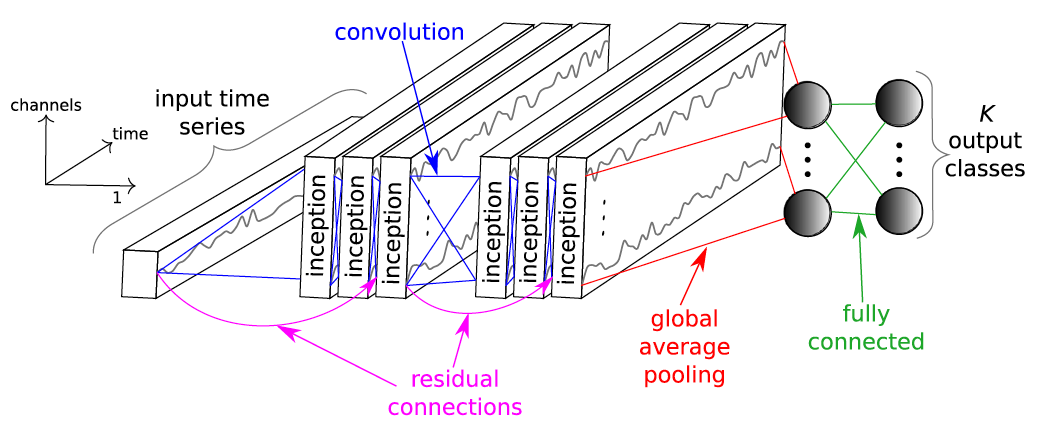 convolution
channels
time
1
input time
series
inception
inception
inception
inception
inception
inception
K
output
classes
residual
connections
global
average
pooling
fully
connected